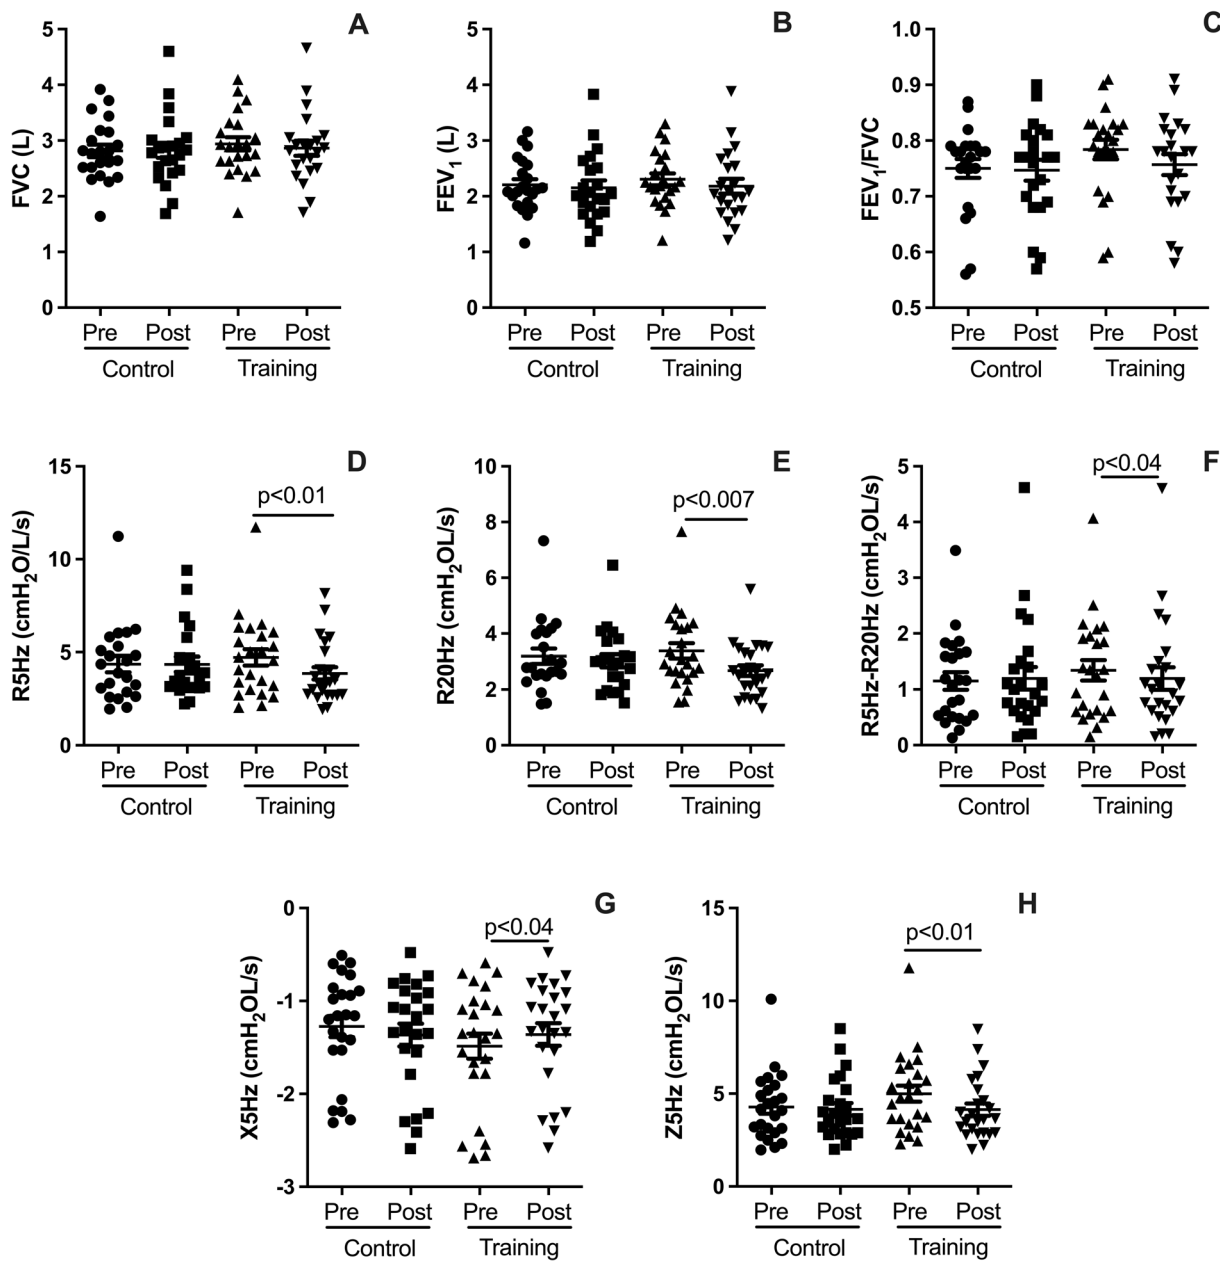 A
FVC (L)
5
4
3
2
1
0
Pre Post Pre Post
Control Training
B
FEV1 (L)
5
4
3
2
1
0
Pre Post Pre Post
Control Training
C
FEV1/FVC
1.0
0.9
0.8
0.7
0.6
0.5
Pre Post Pre Post
Control Training
D
R5Hz (cmH2O/L/s)
15
10
5
0
p<0.01
Pre Post Pre Post
Control Training
E
R20Hz (cmH2OL/s)
10
8
6
4
2
0
p<0.007
Pre Post Pre Post
Control Training
F
R5Hz-R20Hz (cmH2OL/s)
5
4
3
2
1
0
p<0.04
Pre Post Pre Post
Control Training
G
X5Hz (cmH2OL/s)
0
-1
-2
-3
p<0.04
Pre Post Pre Post
Control Training
H
Z5Hz (cmH2OL/s)
15
10
5
0
p<0.01
Pre Post Pre Post
Control Training